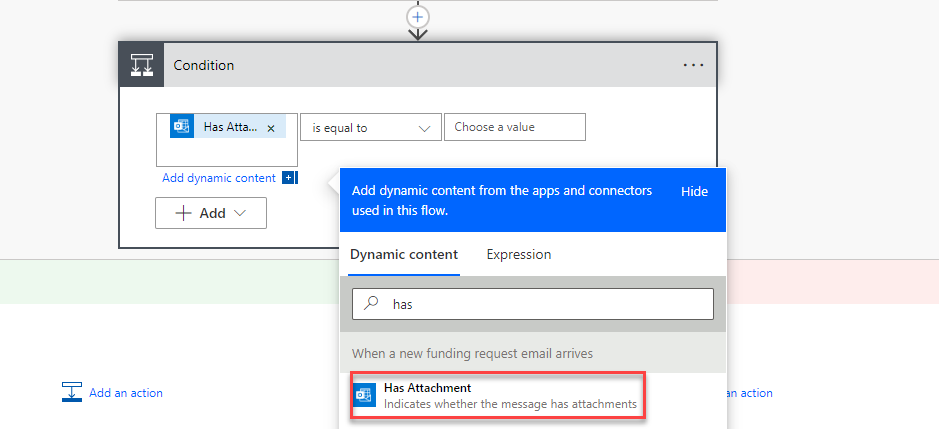 Condition
Has Atta...
is equal to
Choose a value
Add dynamic content
Add
Add dynamic content from the apps and connectors
used in this flow.
Hide
Dynamic content
Expression
has
When a new funding request email arrives
Has Attachment
Indicates whether the message has attachments
Add an action
an action